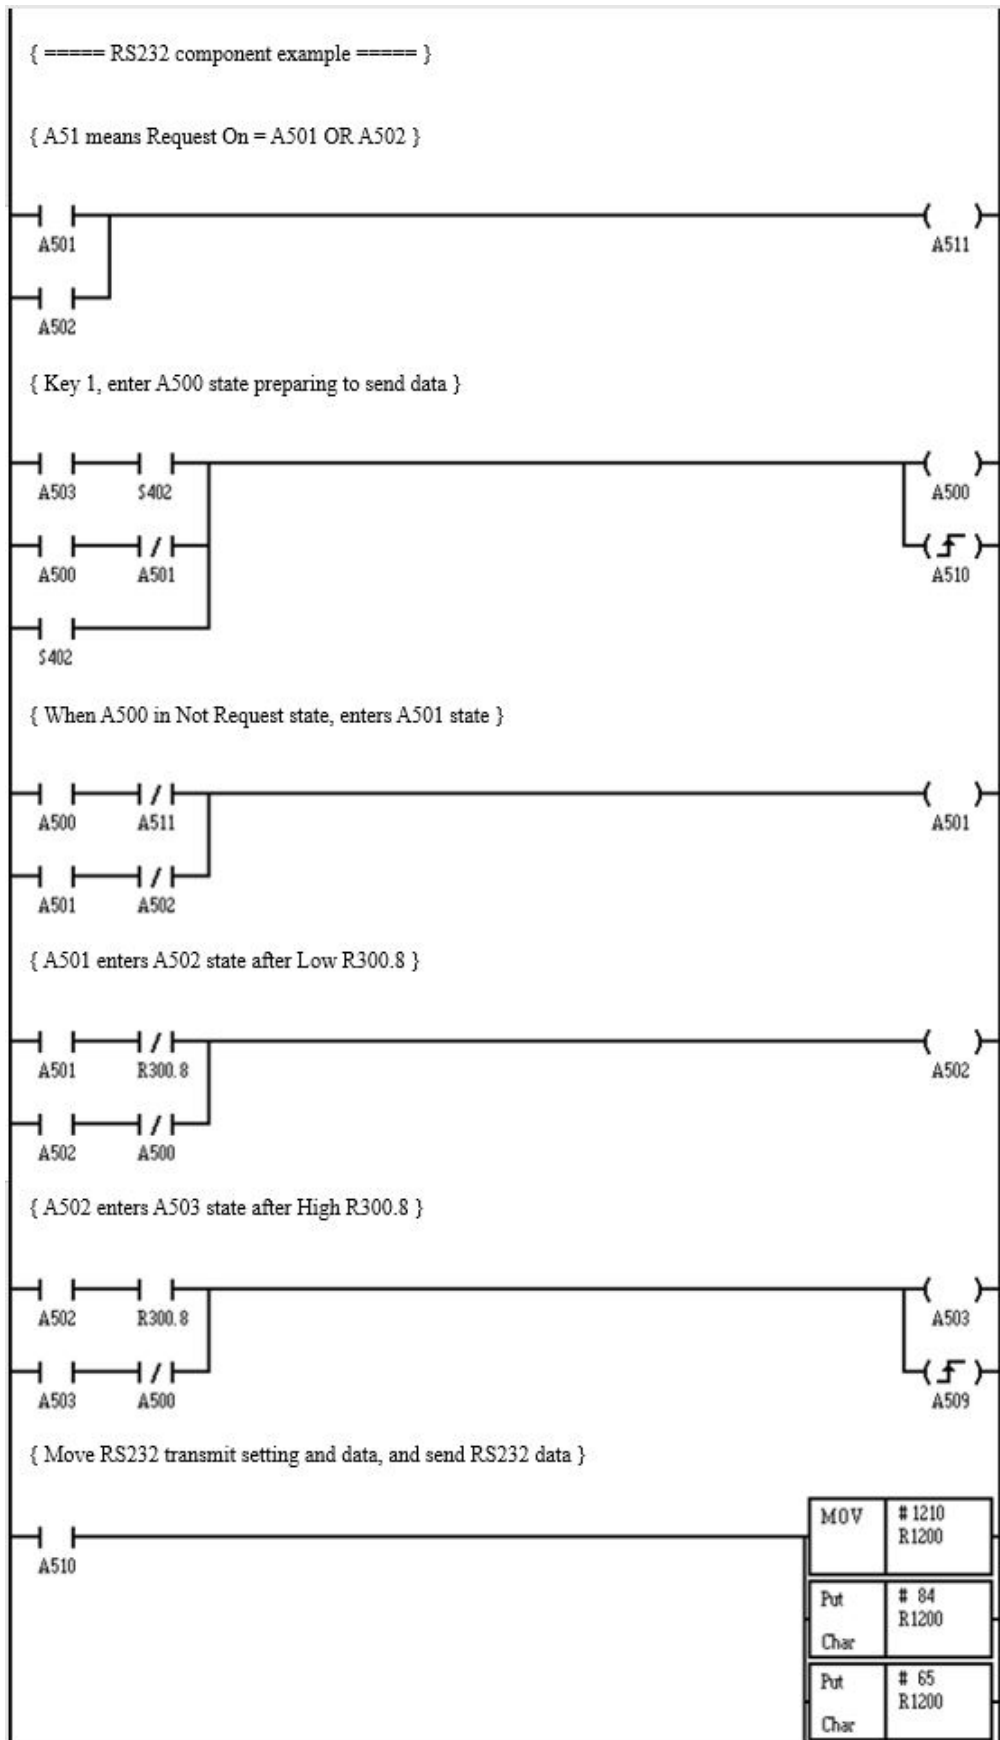 { ===== RS232 component example ===== }
{ A51 means Request On = A501 OR A502 }
A501
A511
A502
{ Key 1, enter A500 state preparing to send data }
A503 S402
A500
A500 A501
A510
S402
{ When A500 in Not Request state, enters A501 state }
A500 A511
A501
A501 A502
{ A501 enters A502 state after Low R300.8 }
A501 R300.8
A502
A502 A500
{ A502 enters A503 state after High R300.8 }
A502 R300.8
A503
A503 A500
A509
{ Move RS232 transmit setting and data, and send RS232 data }
A510
MOV # 1210
R1200
Put # 84
R1200
Char
Put # 65
R1200
Char